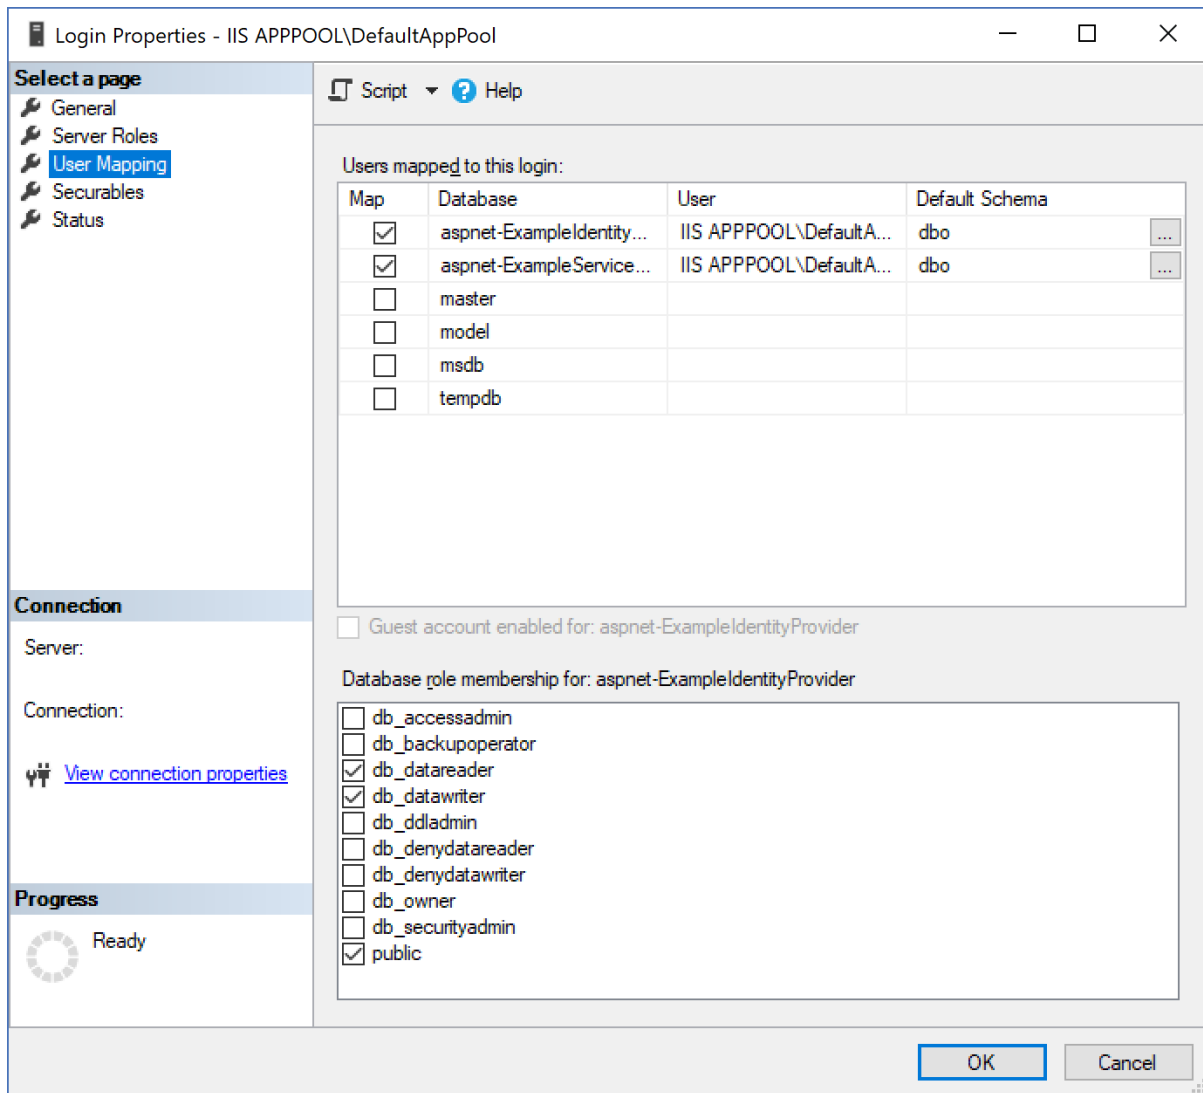 Login Properties - IIS APPPOOL\DefaultAppPool
Select a page
General
Server Roles
User Mapping
Securables
Status
Script
Help
Users mapped to this login:
Map Database User Default Schema
aspnet-ExampleIdentity... IIS APPPOOL\DefaultA... dbo ...
aspnet-ExampleService... IIS APPPOOL\DefaultA... dbo ...
master
model
msdb
tempdb
Guest account enabled for: aspnet-ExampleIdentityProvider
Database role membership for: aspnet-ExampleIdentityProvider
db_accessadmin
db_backupoperator
db_datareader
db_datawriter
db_ddladmin
db_denydatareader
db_denydatawriter
db_owner
db_securityadmin
public
Connection
Server:
Connection:
View connection properties
Progress
Ready
OK
Cancel